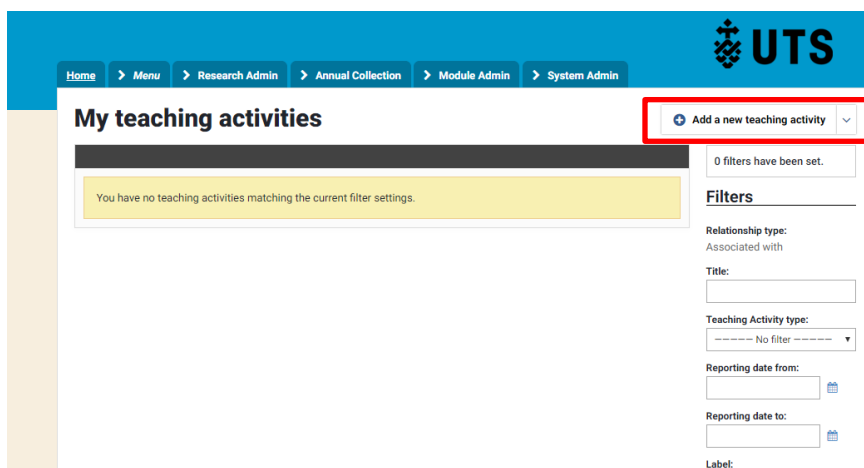 UTS
Home Menu Research Admin Annual Collection Module Admin System Admin
My teaching activities
Add a new teaching activity
0 filters have been set.
You have no teaching activities matching the current filter settings.
Filters
Relationship type:
Associated with
Title:
Teaching Activity type:
----- No filter -----
Reporting date from:
Reporting date to:
Label: